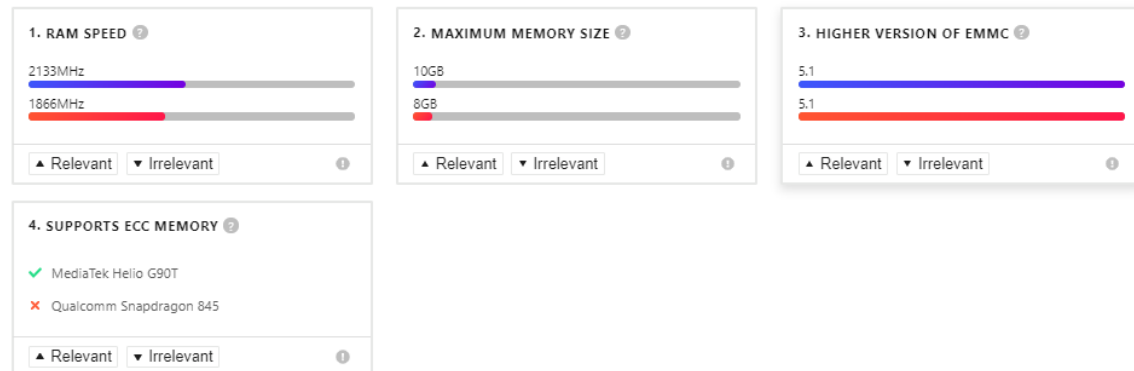 1. RAM SPEED ?
2133MHz
1866MHz
▲ Relevant ▼ Irrelevant
2. MAXIMUM MEMORY SIZE ?
10GB
8GB
▲ Relevant ▼ Irrelevant
3. HIGHER VERSION OF EMMC ?
5.1
5.1
▲ Relevant ▼ Irrelevant
4. SUPPORTS ECC MEMORY ?
MediaTek Helio G90T
Qualcomm Snapdragon 845
▲ Relevant ▼ Irrelevant